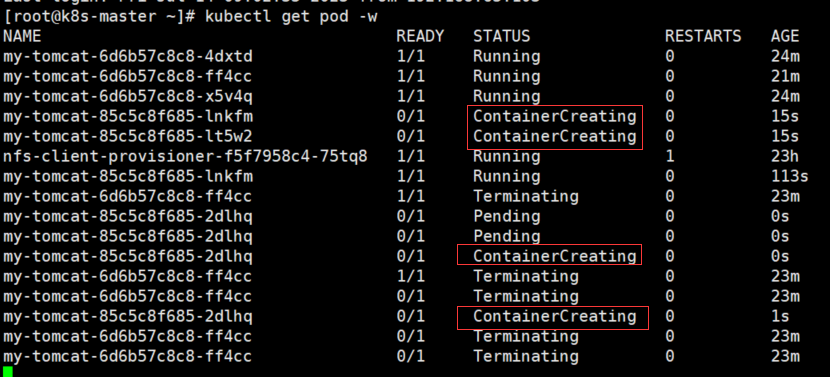 [root@k8s-master ~]# kubectl get pod -w
NAME READY STATUS RESTARTS AGE
my-tomcat-6d6b57c8c8-4dxtd 1/1 Running 0 24m
my-tomcat-6d6b57c8c8-ff4cc 1/1 Running 0 21m
my-tomcat-6d6b57c8c8-x5v4q 1/1 Running 0 24m
my-tomcat-85c5c8f685-lnkfm 0/1 ContainerCreating 0 15s
my-tomcat-85c5c8f685-lt5w2 0/1 ContainerCreating 0 15s
nfs-client-provisioner-f5f7958c4-75tq8 1/1 Running 1 23h
my-tomcat-85c5c8f685-lnkfm 1/1 Running 0 113s
my-tomcat-6d6b57c8c8-ff4cc 1/1 Terminating 0 23m
my-tomcat-85c5c8f685-2dlhq 0/1 Pending 0 0s
my-tomcat-85c5c8f685-2dlhq 0/1 Pending 0 0s
my-tomcat-85c5c8f685-2dlhq 0/1 ContainerCreating 0 0s
my-tomcat-6d6b57c8c8-ff4cc 1/1 Terminating 0 23m
my-tomcat-6d6b57c8c8-ff4cc 0/1 Terminating 0 23m
my-tomcat-85c5c8f685-2dlhq 0/1 ContainerCreating 0 1s
my-tomcat-6d6b57c8c8-ff4cc 0/1 Terminating 0 23m
my-tomcat-6d6b57c8c8-ff4cc 0/1 Terminating 0 23m